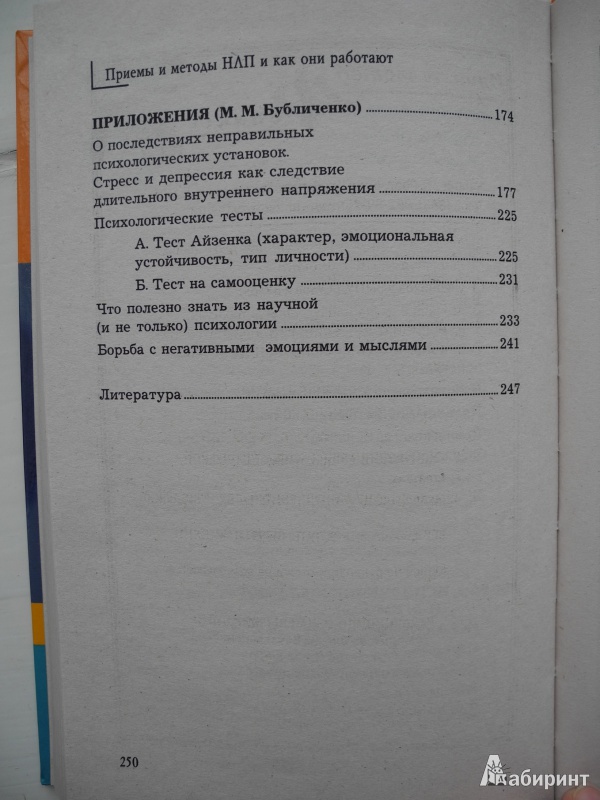 Приемы и методы НЛП и как они работают
ПРИЛОЖЕНИЯ (М. М. Бубличенко) 174
О последствиях неправильных
психологических установок.
Стресс и депрессия как следствие
длительного внутреннего напряжения 177
Психологические тесты 225
А. Тест Айзенка (характер, эмоциональная
устойчивость, тип личности) 225
Б. Тест на самооценку 231
Что полезно знать из научной
(и не только) психологии 233
Борьба с негативными эмоциями и мыслями 241
Литература 247
250
Лабиринт